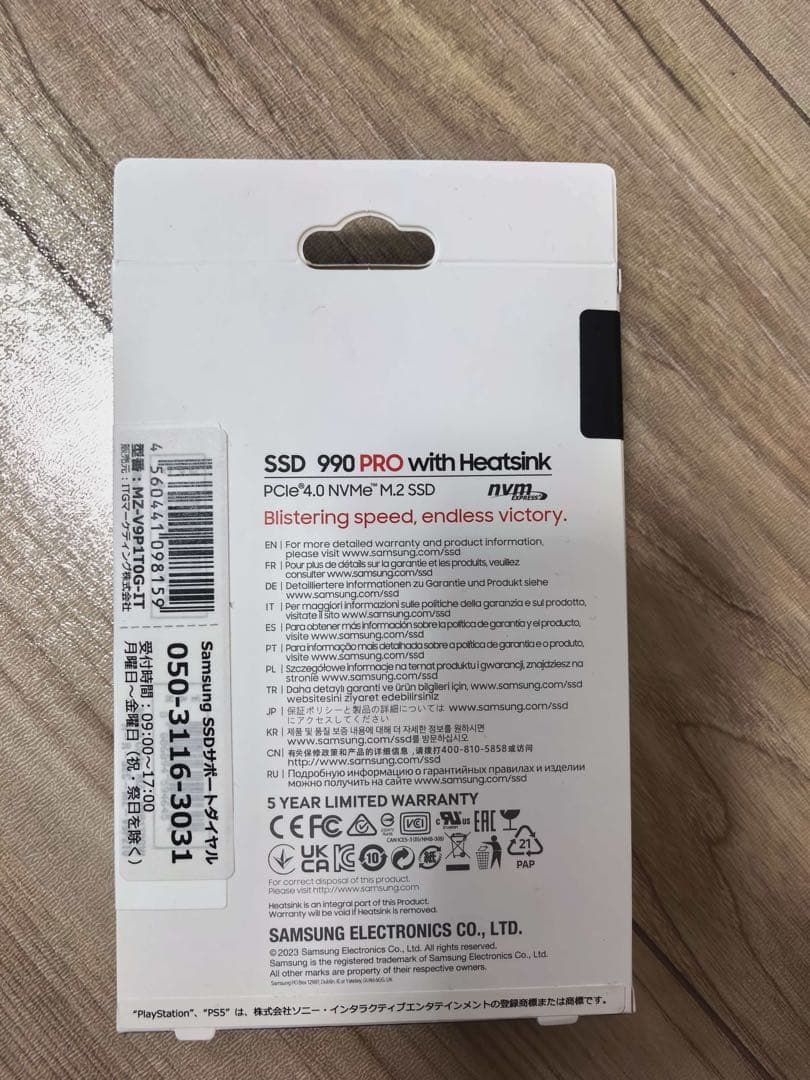 SSD 990 PRO with Heatsink
PCIe®4.0 NVMe™ M.2 SSD
nvm
EXPRESS
Blistering speed, endless victory.
EN | For more detailed warranty and product information,
please visit www.samsung.com/ssd
FR | Pour plus de détails sur la garantie et les produits, veuillez
consulter www.samsung.com/ssd
DE | Detailliertere Informationen zu Garantie und Produkt siehe
www.samsung.com/ssd
IT | Per maggiori informazioni sulle politiche della garanzia e sul prodotto,
visitate il sito www.samsung.com/ssd
ES | Para obtener más información sobre la política de garantía y el producto,
visite www.samsung.com/ssd
PT | Para informação mais detalhada sobre a política de garantia e o produto,
visite www.samsung.com/ssd
PL | Szczegółowe informacje na temat produktu i gwarancji, znajdziesz na
stronie www.samsung.com/ssd
TR | Daha detaylı garanti ve ürün bilgileri için, www.samsung.com/ssd
websitesini ziyaret edebilirsiniz
JP | 保証ポリシーと製品の詳細については www.samsung.com/ssd
にアクセスしてください
KR | 제품 및 품질 보증 내용에 대해 더 자세한 정보를 원하시면
www.samsung.com/ssd를 방문하십시오
CN | 有关保修政策和产品的详细信息,请拨打400-810-5858或访问
http://www.samsung.com/ssd
RU | Подробную информацию о гарантийных правилах и изделии
можно получить на сайте www.samsung.com/ssd
5 YEAR LIMITED WARRANTY
CE FC VCI c RU us EAC
CAN ICES-3 (B)/NMB-3(B)
UK CA 10 紙 21
PAP
For correct disposal of this product.
Please visit http://www.samsung.com
Heatsink is an integral part of this Product.
Warranty will be void if Heatsink is removed.
SAMSUNG ELECTRONICS CO., LTD.
©2023 Samsung Electronics Co., Ltd. All rights reserved.
Samsung is the registered trademark of Samsung Electronics Co., Ltd.
All other marks are property of their respective owners.
"PlayStation"、"PS5" は、株式会社ソニー・インタラクティブエンタテインメントの登録商標または商標です。
4 560441 098159
型番:MZ-V9P1T0G-IT
販売元:ITGマーケティング株式会社
Samsung SSDサポートダイヤル
050-3116-3031
受付時間:09:00~17:00
月曜日~金曜日(祝・祭日を除く)